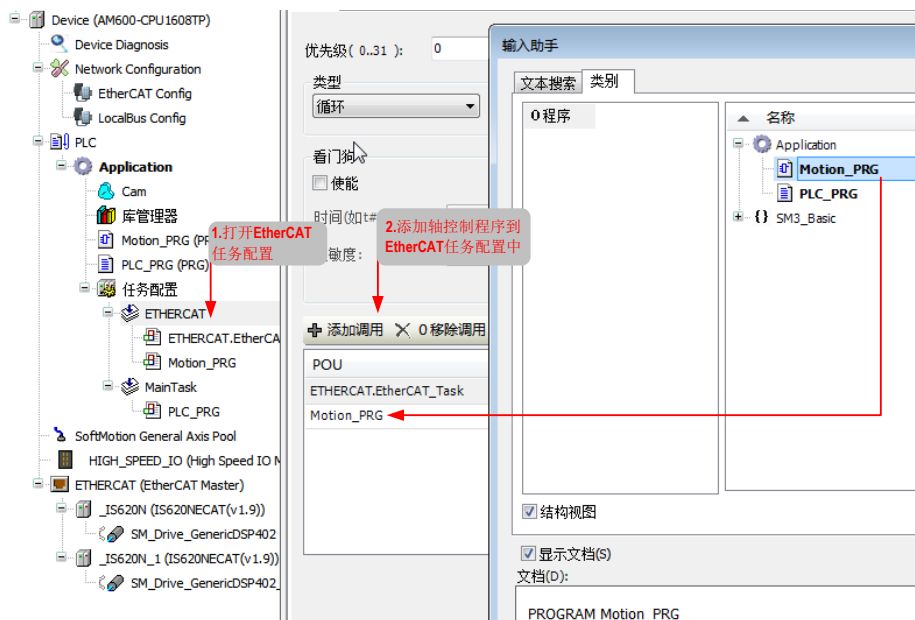 Device (AM600-CPU1608TP)
Device Diagnosis
Network Configuration
EtherCAT Config
LocalBus Config
PLC
Application
Cam
库管理器
Motion_PRG (PR
PLC_PRG (PRG)
任务配置
ETHERCAT
ETHERCAT.EtherCA
Motion_PRG
MainTask
PLC_PRG
SoftMotion General Axis Pool
HIGH_SPEED_IO (High Speed IO M
ETHERCAT (EtherCAT Master)
_IS620N (IS620NECAT(v1.9))
SM_Drive_GenericDSP402
_IS620N_1 (IS620NECAT(v1.9))
SM_Drive_GenericDSP402_
1.打开EtherCAT
任务配置
优先级( 0..31 ):
0
类型
循环
看门狗
使能
时间(如t#
敏度:
2.添加轴控制程序到
EtherCAT任务配置中
添加调用
0移除调用
POU
ETHERCAT.EtherCAT_Task
Motion_PRG
输入助手
文本搜索
类别
0程序
名称
Application
Motion_PRG
PLC_PRG
{} SM3_Basic
结构视图
显示文档(S)
文档(D):
PROGRAM Motion_PRG